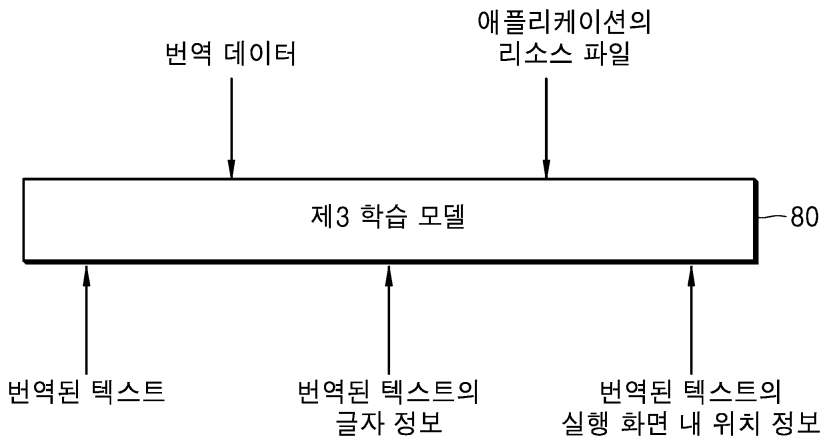 번역 데이터
애플리케이션의
리소스 파일
제3 학습 모델
80
번역된 텍스트
번역된 텍스트의
글자 정보
번역된 텍스트의
실행 화면 내 위치 정보